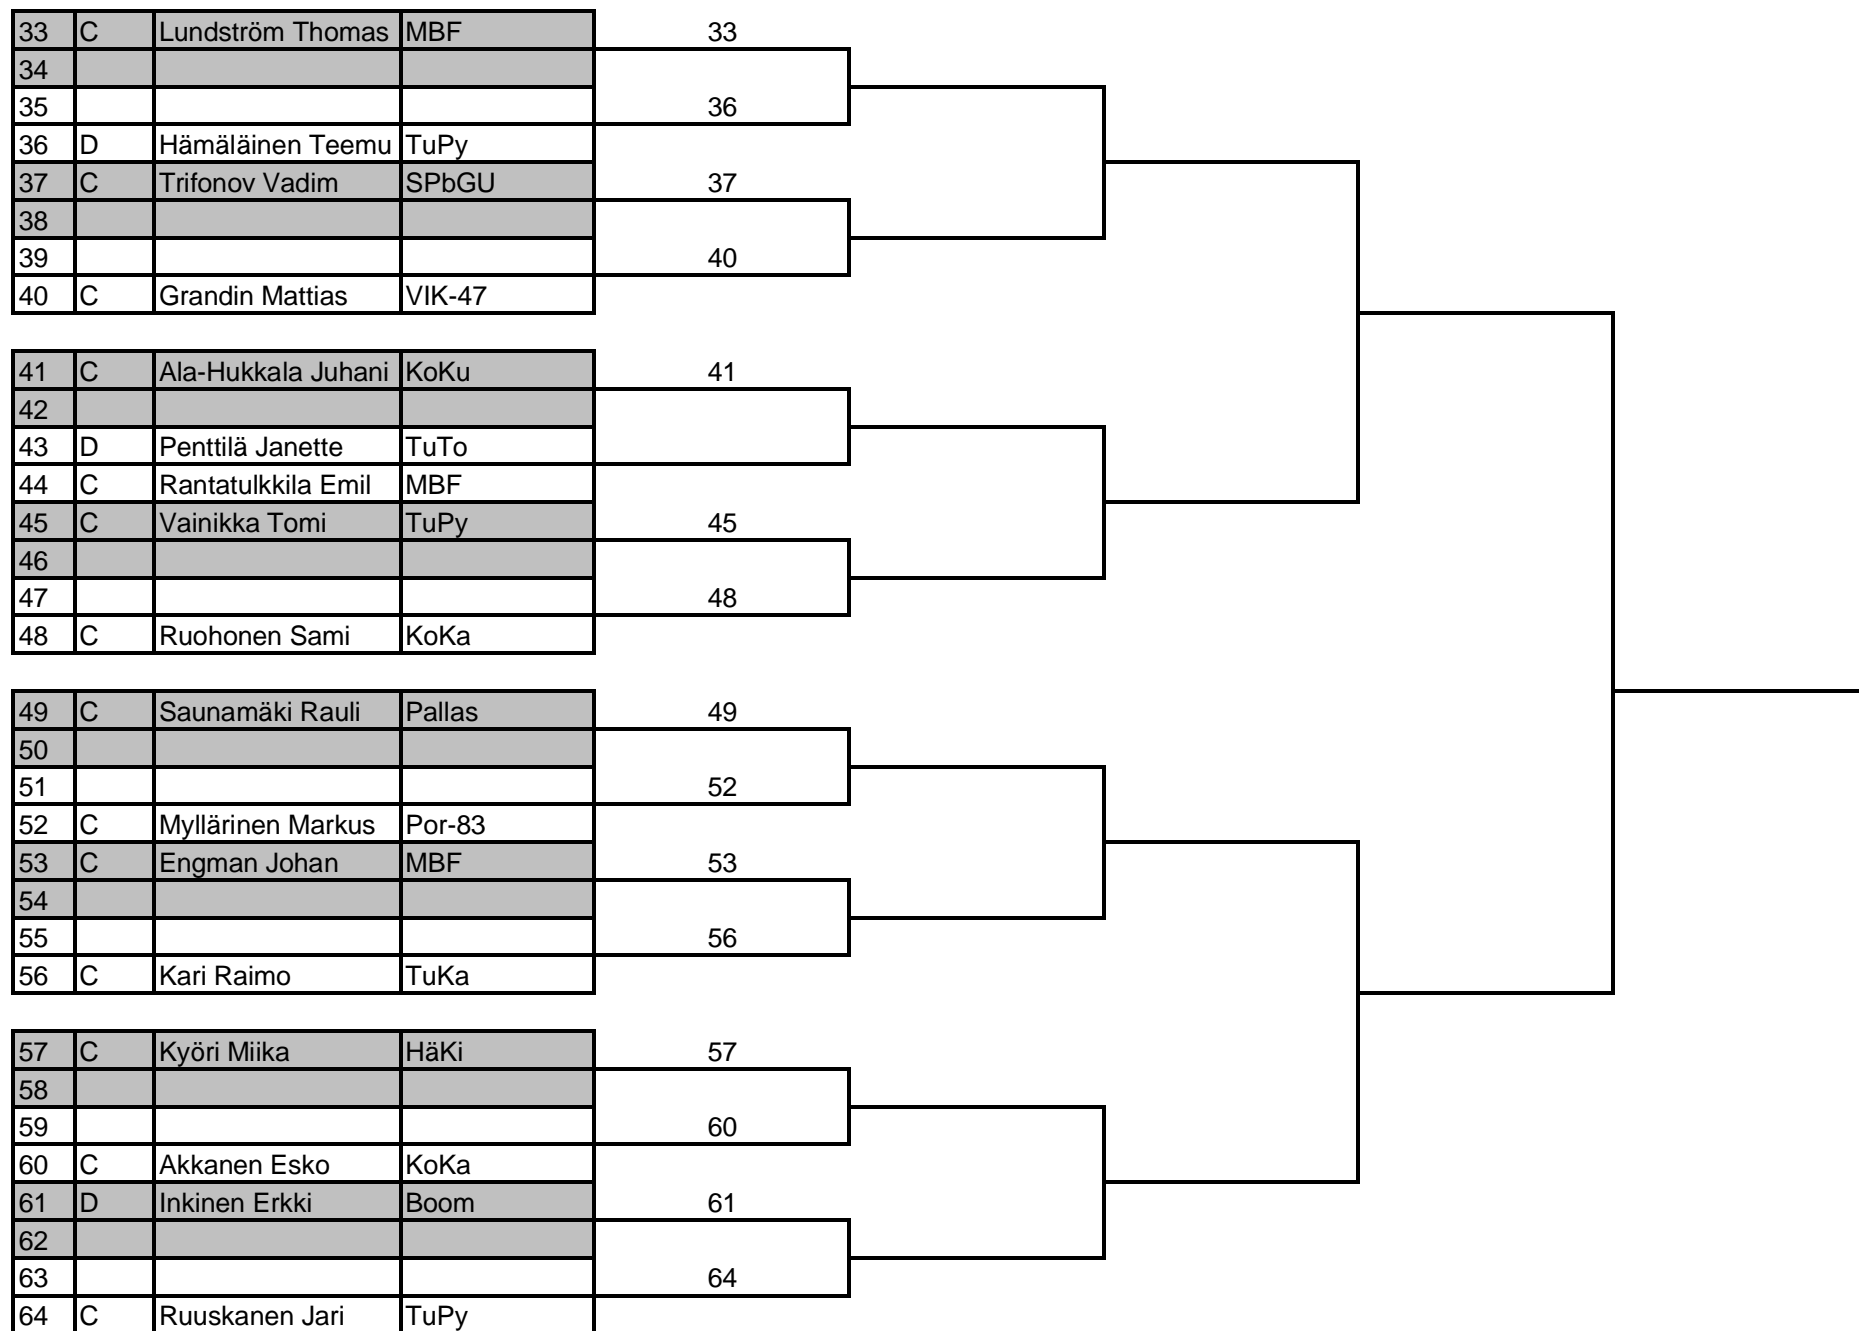 33 C Lundström Thomas MBF 33
34
35 36
36 D Hämäläinen Teemu TuPy
37 C Trifonov Vadim SPbGU 37
38
39 40
40 C Grandin Mattias VIK-47
41 C Ala-Hukkala Juhani KoKu 41
42
43 D Penttilä Janette TuTo
44 C Rantatulkkila Emil MBF
45 C Vainikka Tomi TuPy 45
46
47 48
48 C Ruohonen Sami KoKa
49 C Saunamäki Rauli Pallas 49
50
51 52
52 C Myllärinen Markus Por-83
53 C Engman Johan MBF 53
54
55 56
56 C Kari Raimo TuKa
57 C Kyöri Miika HäKi 57
58
59 60
60 C Akkanen Esko KoKa
61 D Inkinen Erkki Boom 61
62
63 64
64 C Ruuskanen Jari TuPy